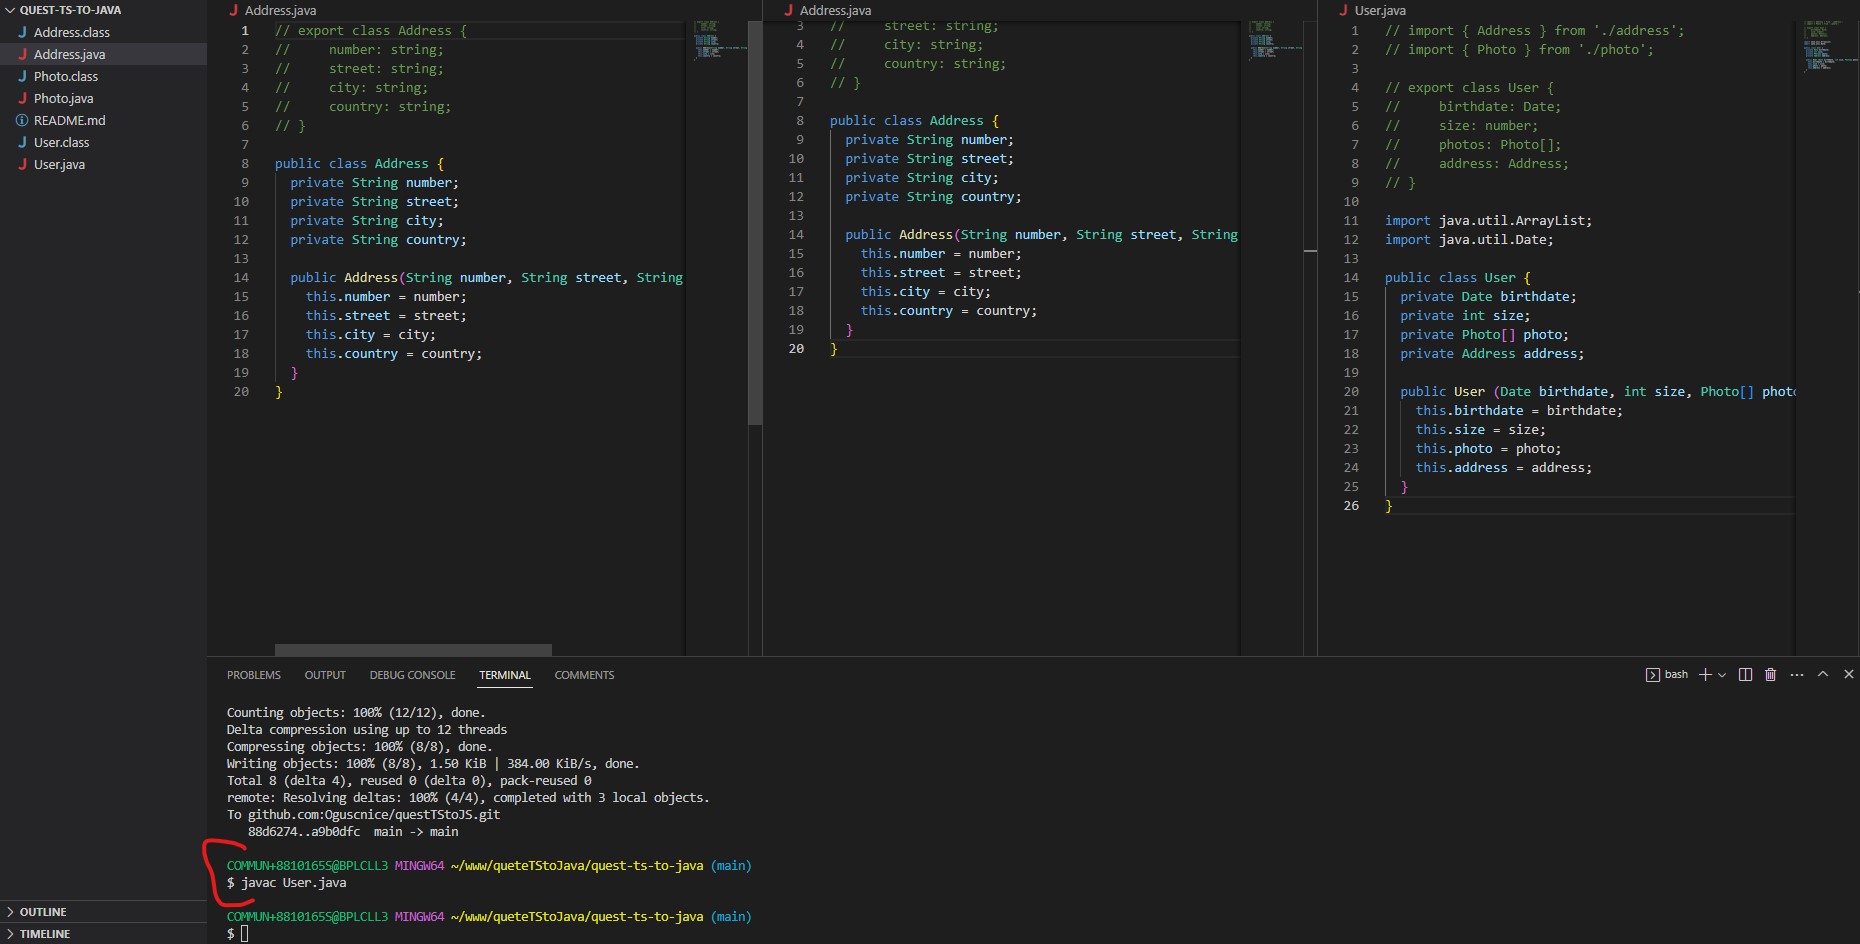 QUEST-TS-TO-JAVA
Address.class
Address.java
Photo.class
Photo.java
README.md
User.class
User.java
OUTLINE
TIMELINE
Address.java
1 // export class Address {
2 //     number: string;
3 //     street: string;
4 //     city: string;
5 //     country: string;
6 // }
7
8 public class Address {
9   private String number;
10   private String street;
11   private String city;
12   private String country;
13
14   public Address(String number, String street, String
15     this.number = number;
16     this.street = street;
17     this.city = city;
18     this.country = country;
19   }
20 }
Address.java
3 //     street: string;
4 //     city: string;
5 //     country: string;
6 // }
7
8 public class Address {
9   private String number;
10   private String street;
11   private String city;
12   private String country;
13
14   public Address(String number, String street, String
15     this.number = number;
16     this.street = street;
17     this.city = city;
18     this.country = country;
19   }
20 }
User.java
1 // import { Address } from './address';
2 // import { Photo } from './photo';
3
4 // export class User {
5 //     birthdate: Date;
6 //     size: number;
7 //     photos: Photo[];
8 //     address: Address;
9 // }
10
11 import java.util.ArrayList;
12 import java.util.Date;
13
14 public class User {
15   private Date birthdate;
16   private int size;
17   private Photo[] photo;
18   private Address address;
19
20   public User (Date birthdate, int size, Photo[] photo
21     this.birthdate = birthdate;
22     this.size = size;
23     this.photo = photo;
24     this.address = address;
25   }
26 }
PROBLEMS OUTPUT DEBUG CONSOLE TERMINAL COMMENTS
bash
Counting objects: 100% (12/12), done.
Delta compression using up to 12 threads
Compressing objects: 100% (8/8), done.
Writing objects: 100% (8/8), 1.50 KiB | 384.00 KiB/s, done.
Total 8 (delta 4), reused 0 (delta 0), pack-reused 0
remote: Resolving deltas: 100% (4/4), completed with 3 local objects.
To github.com:Oguscnice/questTStoJS.git
   88d6274..a9b0dfc  main -> main
COMMUN+8810165S@BPLCLL3 MINGW64 ~/www/queteTStoJava/quest-ts-to-java (main)
$ javac User.java
COMMUN+8810165S@BPLCLL3 MINGW64 ~/www/queteTStoJava/quest-ts-to-java (main)
$